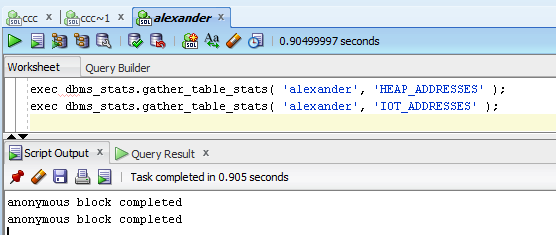 ccc x ccc~1 x alexander x
0.90499997 seconds
Worksheet Query Builder
exec dbms_stats.gather_table_stats( 'alexander', 'HEAP_ADDRESSES' );
exec dbms_stats.gather_table_stats( 'alexander', 'IOT_ADDRESSES' );
Script Output x Query Result x
Task completed in 0.905 seconds
anonymous block completed
anonymous block completed